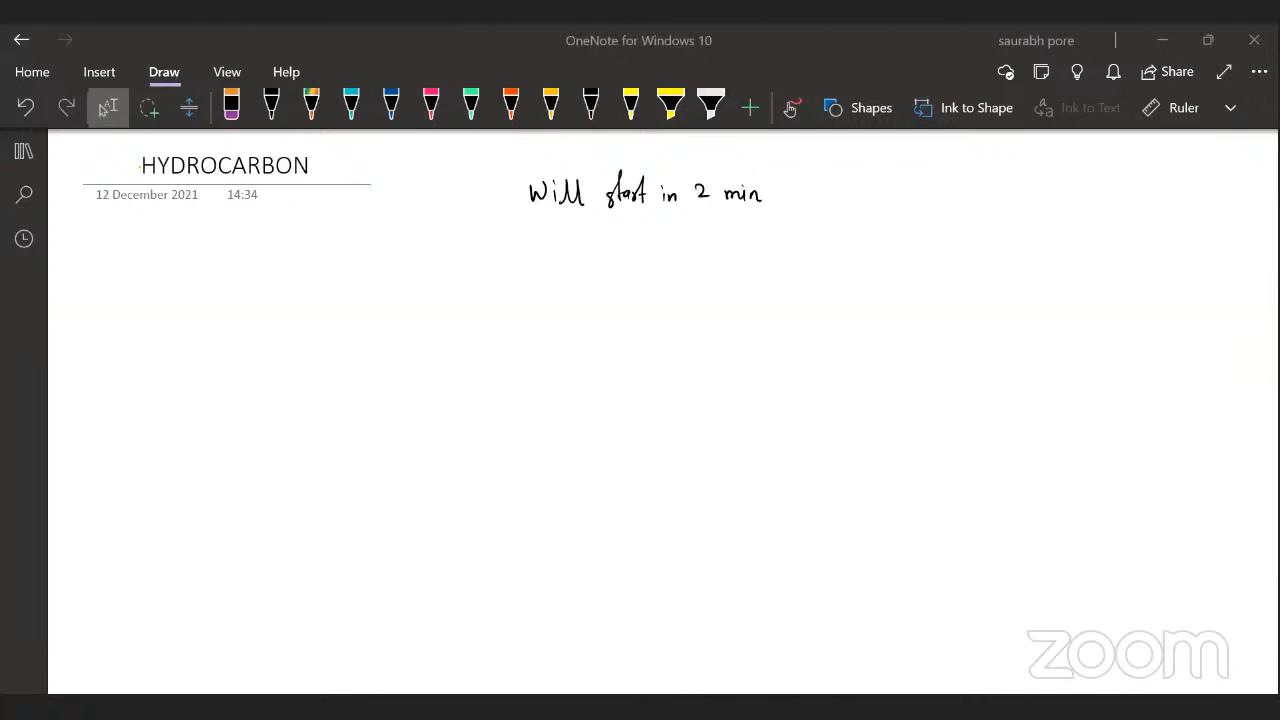 OneNote for Windows 10
saurabh pore
Home Insert Draw View Help
Share
Shapes Ink to Shape Ink to Text Ruler
HYDROCARBON
12 December 2021 14:34
Will start in 2 min
zoom